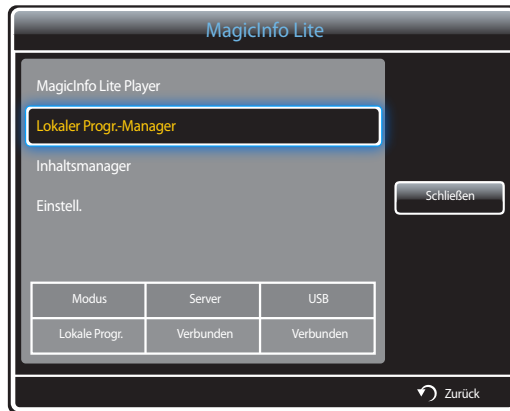 MagicInfo Lite
MagicInfo Lite Player
Lokaler Progr.-Manager
Inhaltsmanager
Einstell.
Schließen
Modus Server USB
Lokale Progr. Verbunden Verbunden
Zurück